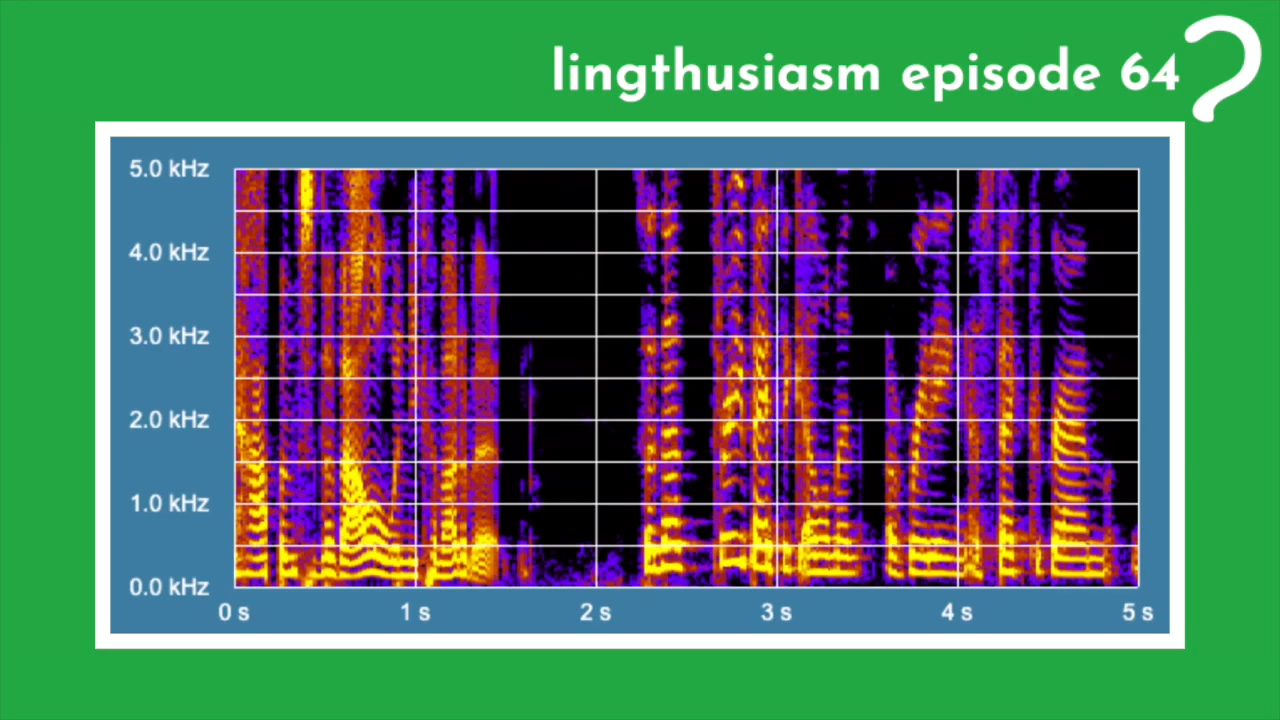 lingthusiasm episode 64
5.0 kHz
4.0 kHz
3.0 kHz
2.0 kHz
1.0 kHz
0.0 kHz
0 s 1 s 2 s 3 s 4 s 5 s